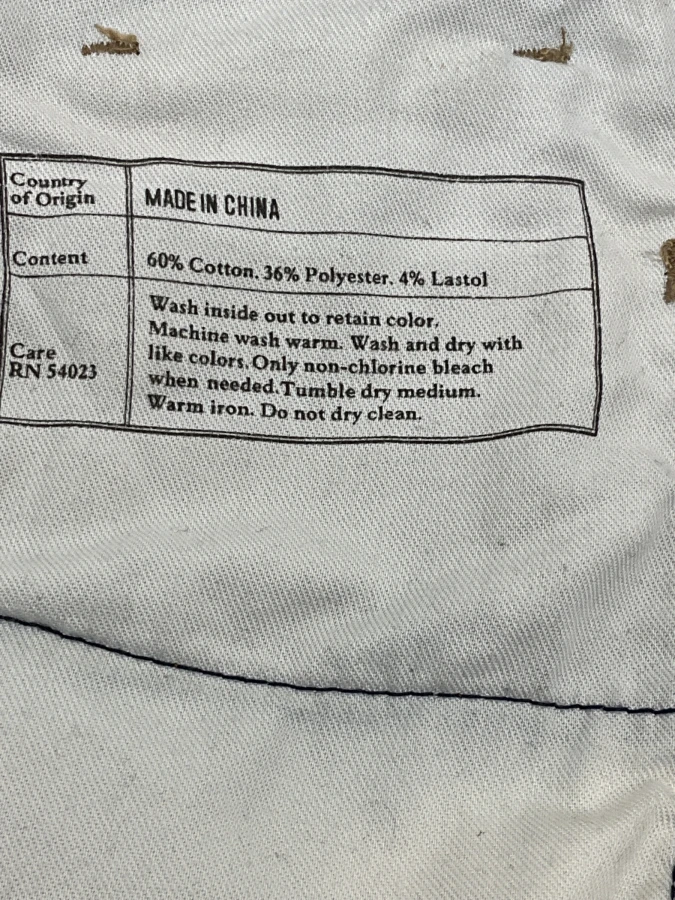 Country
of Origin
MADE IN CHINA
Content
60% Cotton. 36% Polyester. 4% Lastol
Care
RN 54023
Wash inside out to retain color.
Machine wash warm. Wash and dry with
like colors. Only non-chlorine bleach
when needed. Tumble dry medium.
Warm iron. Do not dry clean.